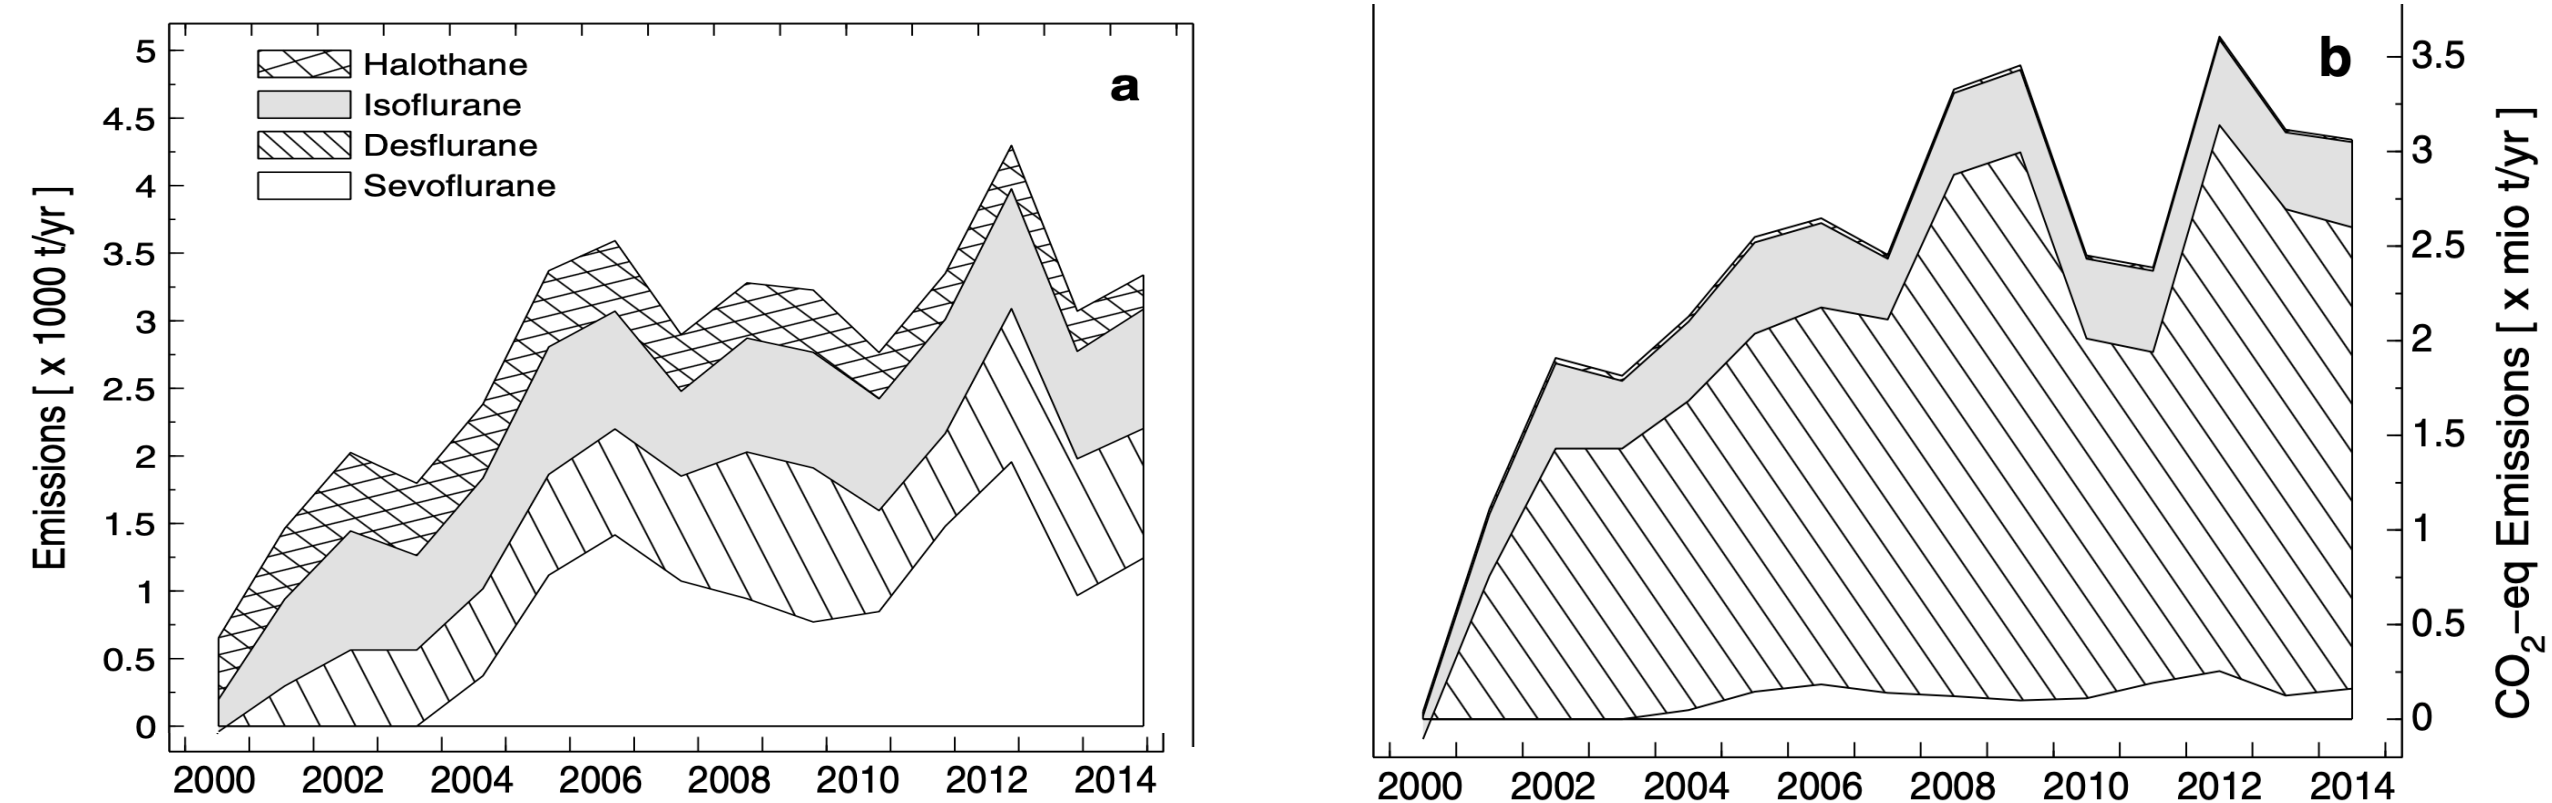 Halothane
Isoflurane
Desflurane
Sevoflurane
a
5
4.5
4
3.5
3
2.5
2
1.5
1
0.5
0
Emissions [ x 1000 t/yr ]
2000 2002 2004 2006 2008 2010 2012 2014
b
3.5
3
2.5
2
1.5
1
0.5
0
CO2−eq Emissions [ x mio t/yr ]
2000 2002 2004 2006 2008 2010 2012 2014